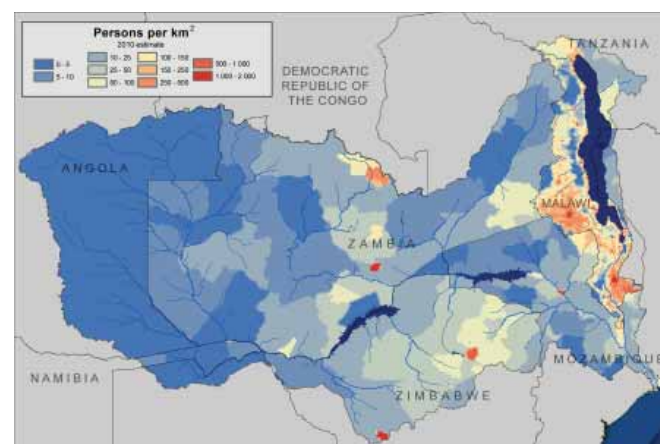 Persons per km²
2010 estimate
0 - 5
5 - 10
10 - 25
25 - 50
50 - 100
100 - 150
150 - 250
250 - 500
500 - 1 000
1 000 - 2 000
TANZANIA
DEMOCRATIC
REPUBLIC OF
THE CONGO
ANGOLA
MALAWI
ZAMBIA
MOZAMBIQUE
NAMIBIA
ZIMBABWE